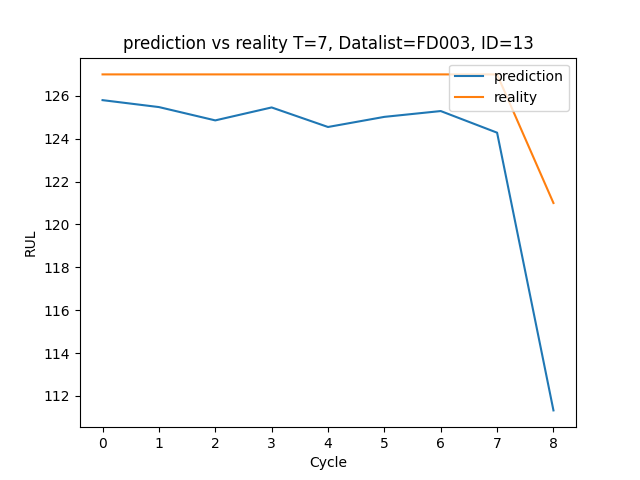 prediction vs reality T=7, Datalist=FD003, ID=13
prediction
reality
126
124
122
120
118
116
114
112
RUL
0 1 2 3 4 5 6 7 8
Cycle